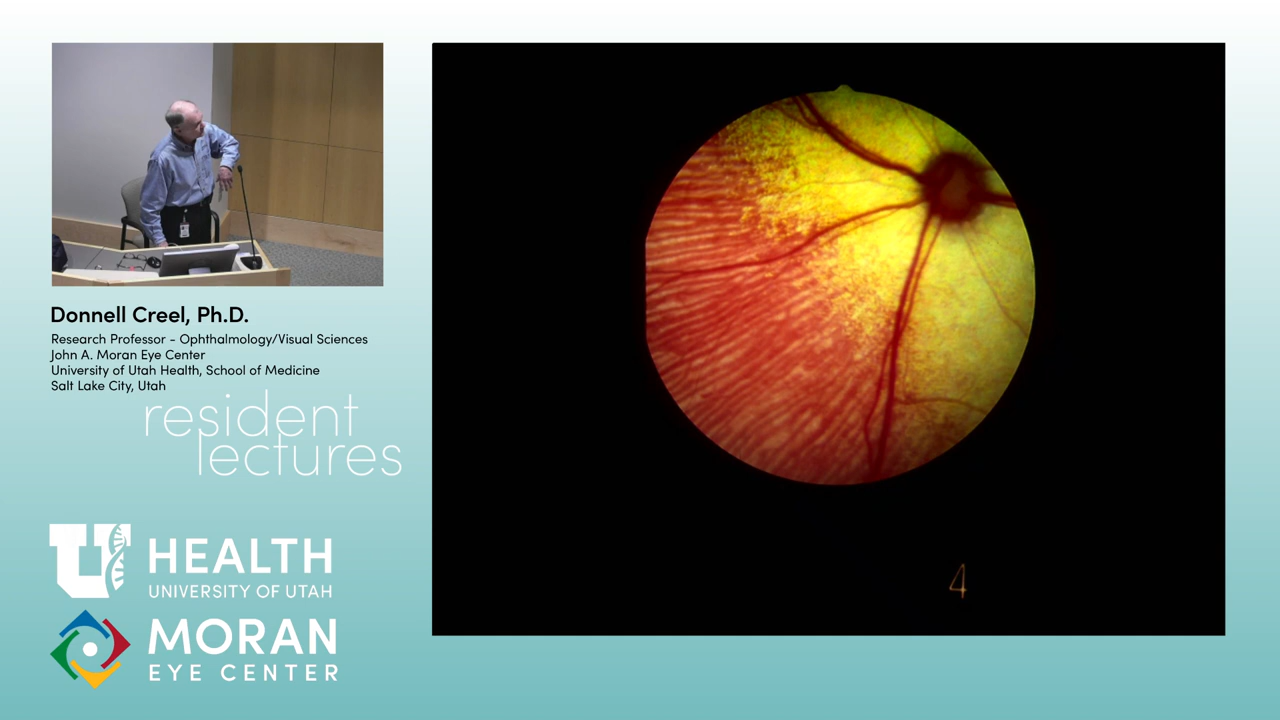 Donnell Creel, Ph.D.
Research Professor - Ophthalmology/Visual Sciences
John A. Moran Eye Center
University of Utah Health, School of Medicine
Salt Lake City, Utah
resident
lectures
U HEALTH
UNIVERSITY OF UTAH
MORAN
EYE CENTER
4